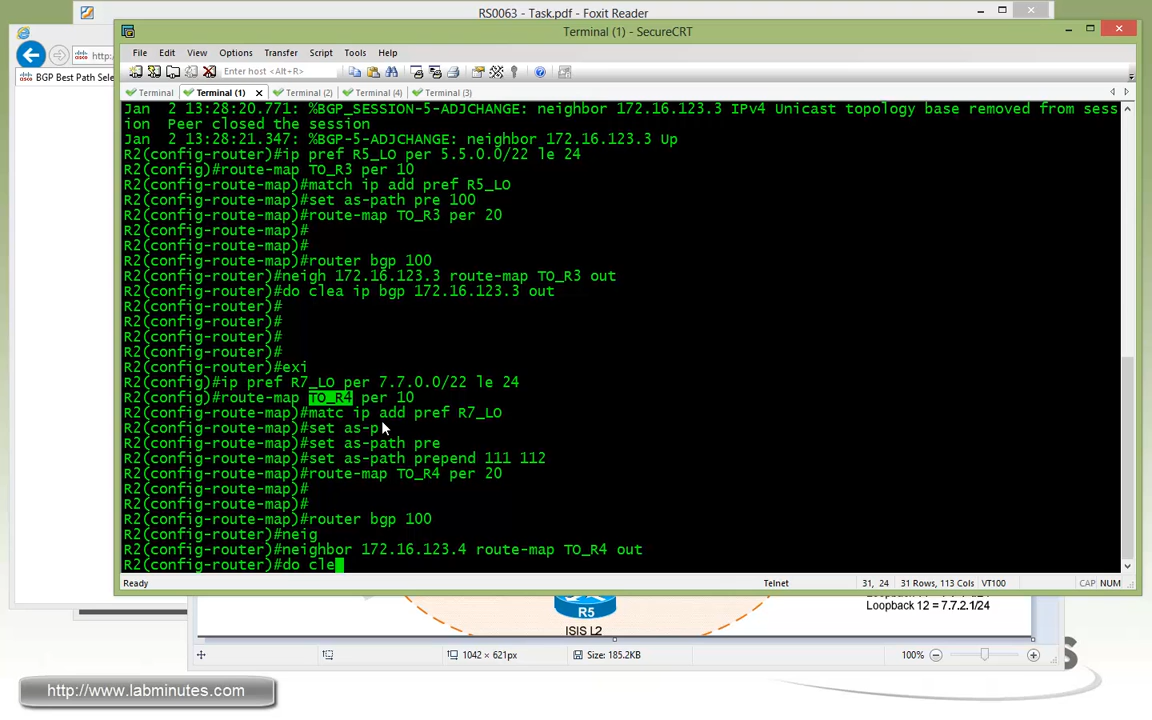 RS0063 - Task.pdf - Foxit Reader
Terminal (1) - SecureCRT
File Edit View Options Transfer Script Tools Help
Enter host <Alt+R>
http:
BGP Best Path Sele
Terminal Terminal (1) Terminal (2) Terminal (4) Terminal (3)
Jan  2 13:28:20.771: %BGP_SESSION-5-ADJCHANGE: neighbor 172.16.123.3 IPv4 Unicast topology base removed from sess
ion  Peer closed the session
Jan  2 13:28:21.347: %BGP-5-ADJCHANGE: neighbor 172.16.123.3 Up
R2(config-router)#ip pref R5_LO per 5.5.0.0/22 le 24
R2(config)#route-map TO_R3 per 10
R2(config-route-map)#match ip add pref R5_LO
R2(config-route-map)#set as-path pre 100
R2(config-route-map)#route-map TO_R3 per 20
R2(config-route-map)#
R2(config-route-map)#
R2(config-route-map)#router bgp 100
R2(config-router)#neigh 172.16.123.3 route-map TO_R3 out
R2(config-router)#do clea ip bgp 172.16.123.3 out
R2(config-router)#
R2(config-router)#
R2(config-router)#
R2(config-router)#
R2(config-router)#exi
R2(config)#ip pref R7_LO per 7.7.0.0/22 le 24
R2(config)#route-map TO_R4 per 10
R2(config-route-map)#matc ip add pref R7_LO
R2(config-route-map)#set as-p
R2(config-route-map)#set as-path pre
R2(config-route-map)#set as-path prepend 111 112
R2(config-route-map)#route-map TO_R4 per 20
R2(config-route-map)#
R2(config-route-map)#
R2(config-route-map)#router bgp 100
R2(config-router)#neig
R2(config-router)#neighbor 172.16.123.4 route-map TO_R4 out
R2(config-router)#do cle
Ready Telnet 31, 24 31 Rows, 113 Cols VT100 CAP NUM
R5
ISIS L2
Loopback 12 = 7.7.2.1/24
1042 × 621px Size: 185.2KB 100%
http://www.labminutes.com